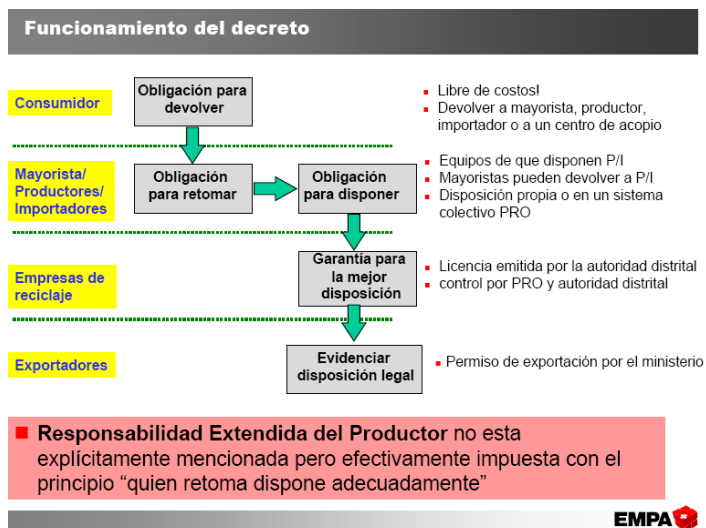 Funcionamiento del decreto
Consumidor
Obligación para
devolver
Libre de costos!
Devolver a mayorista, productor,
importador o a un centro de acopio
Mayorista/
Productores/
Importadores
Obligación
para retomar
Obligación
para disponer
Equipos de que disponen P/I
Mayoristas pueden devolver a P/I
Disposición propia o en un sistema
colectivo PRO
Empresas de
reciclaje
Garantía para
la mejor
disposición
Licencia emitida por la autoridad distrital
control por PRO y autoridad distrital
Exportadores
Evidenciar
disposición legal
Permiso de exportación por el ministerio
Responsabilidad Extendida del Productor no esta
explícitamente mencionada pero efectivamente impuesta con el
principio “quien retoma dispone adecuadamente”
EMPA